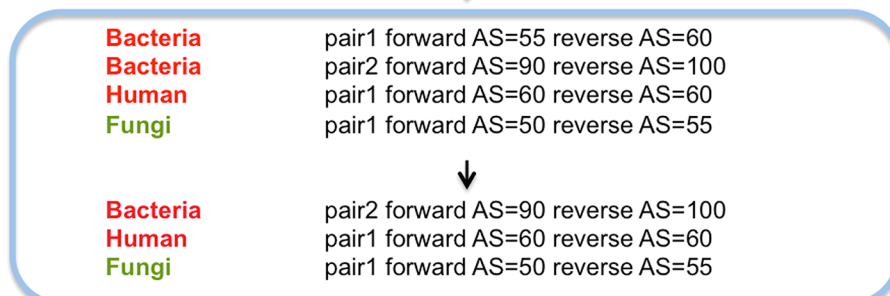 Bacteria pair1 forward AS=55 reverse AS=60
Bacteria pair2 forward AS=90 reverse AS=100
Human pair1 forward AS=60 reverse AS=60
Fungi pair1 forward AS=50 reverse AS=55
Bacteria pair2 forward AS=90 reverse AS=100
Human pair1 forward AS=60 reverse AS=60
Fungi pair1 forward AS=50 reverse AS=55